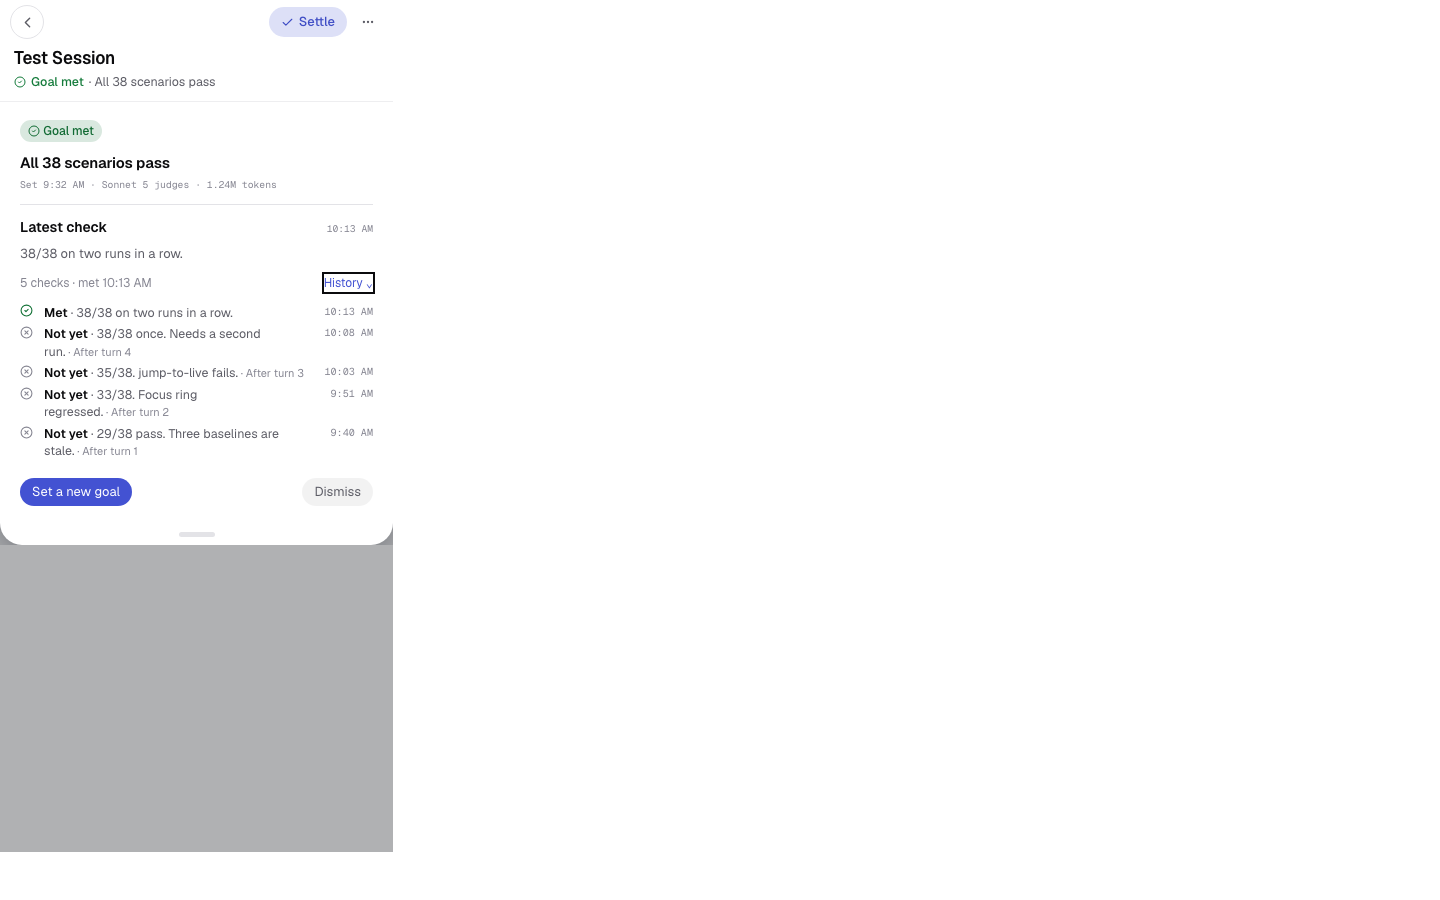 Settle
Test Session
Goal met · All 38 scenarios pass
Goal met
All 38 scenarios pass
Set 9:32 AM · Sonnet 5 judges · 1.24M tokens
Latest check 10:13 AM
38/38 on two runs in a row.
5 checks · met 10:13 AM History
Met · 38/38 on two runs in a row. 10:13 AM
Not yet · 38/38 once. Needs a second 10:08 AM
run. · After turn 4
Not yet · 35/38. jump-to-live fails. · After turn 3 10:03 AM
Not yet · 33/38. Focus ring 9:51 AM
regressed. · After turn 2
Not yet · 29/38 pass. Three baselines are 9:40 AM
stale. · After turn 1
Set a new goal Dismiss